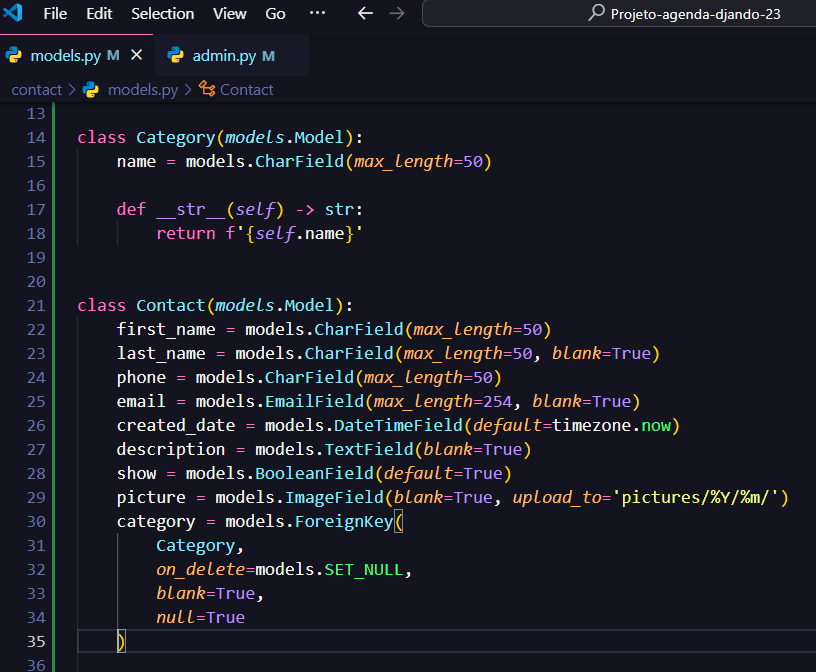 File Edit Selection View Go ··· ← → Projeto-agenda-djando-23
models.py M × admin.py M
contact > models.py > Contact
13
14 class Category(models.Model):
15     name = models.CharField(max_length=50)
16
17     def __str__(self) -> str:
18         return f'{self.name}'
19
20
21 class Contact(models.Model):
22     first_name = models.CharField(max_length=50)
23     last_name = models.CharField(max_length=50, blank=True)
24     phone = models.CharField(max_length=50)
25     email = models.EmailField(max_length=254, blank=True)
26     created_date = models.DateTimeField(default=timezone.now)
27     description = models.TextField(blank=True)
28     show = models.BooleanField(default=True)
29     picture = models.ImageField(blank=True, upload_to='pictures/%Y/%m/')
30     category = models.ForeignKey(
31         Category,
32         on_delete=models.SET_NULL,
33         blank=True,
34         null=True
35     )
36